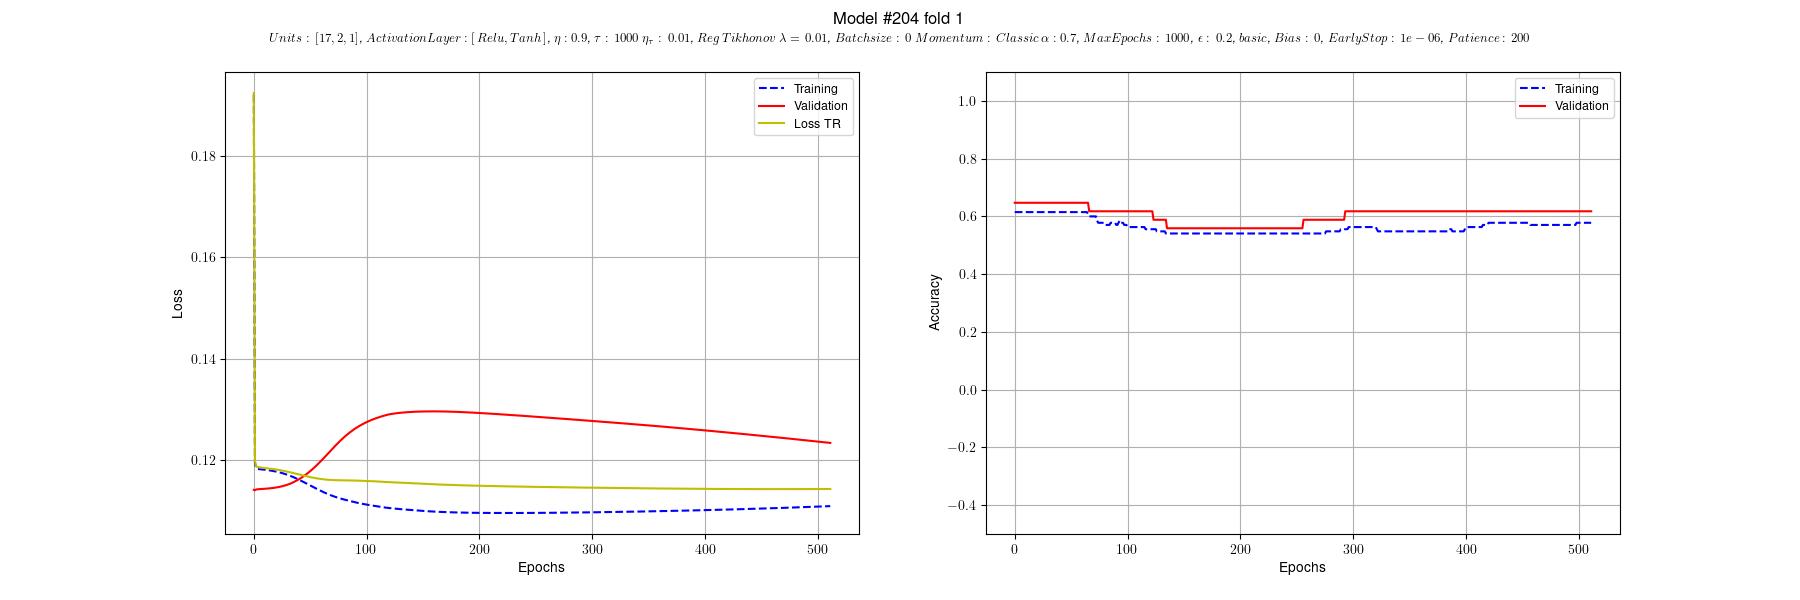 Model #204 fold 1
Units : [17, 2, 1], ActivationLayer : [ Relu, Tanh ], η : 0.9, τ : 1000 η_τ : 0.01, Reg Tikhonov λ = 0.01, Batchsize : 0 Momentum : Classic α : 0.7, MaxEpochs : 1000, ϵ : 0.2, basic, Bias : 0, EarlyStop : 1e − 06, Patience : 200
Training
Validation
Loss TR
0.18
0.16
0.14
0.12
Loss
0
100
200
300
400
500
Epochs
Training
Validation
1.0
0.8
0.6
0.4
0.2
0.0
−0.2
−0.4
Accuracy
0
100
200
300
400
500
Epochs